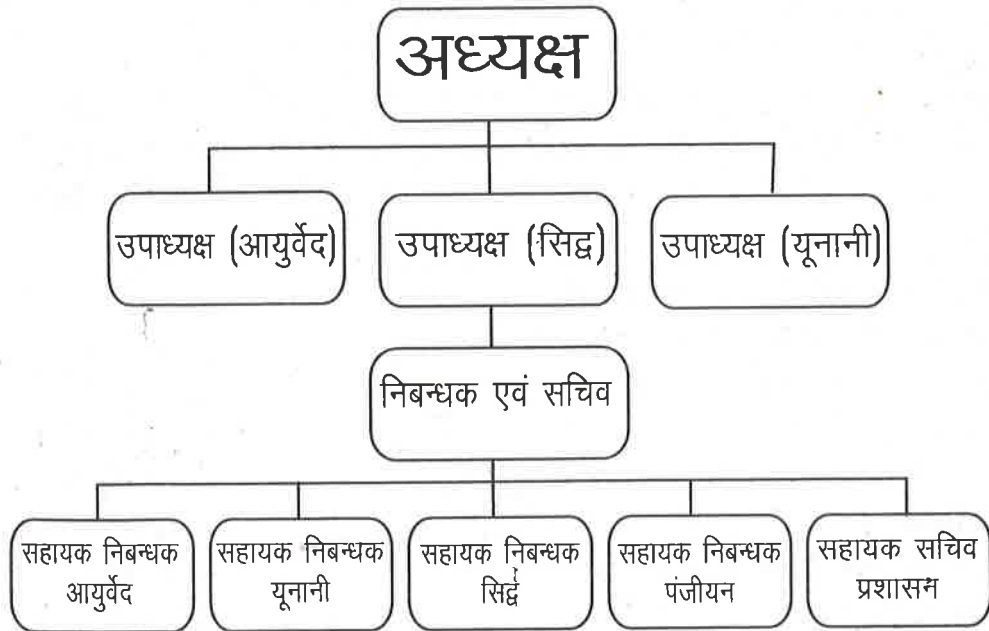 अध्यक्ष
उपाध्यक्ष (आयुर्वेद)
उपाध्यक्ष (सिद्व)
उपाध्यक्ष (यूनानी)
निबन्धक एवं सचिव
सहायक निबन्धक
आयुर्वेद
सहायक निबन्धक
यूनानी
सहायक निबन्धक
सिद्व
सहायक निबन्धक
पंजीयन
सहायक सचिव
प्रशासन